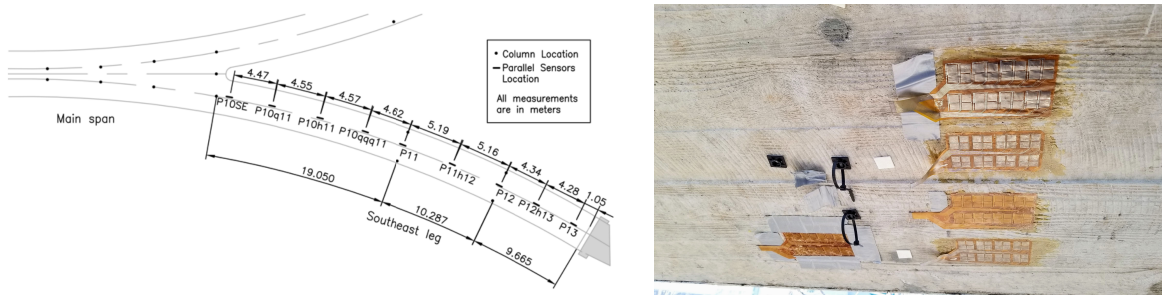 • Column Location
Parallel Sensors
Location
All measurements
are in meters
4.47
4.55
4.57
4.62
5.19
5.16
4.34
4.28
1.05
Main span
P10SE
P10q11
P10h11
P10qqq11
P11
P11h12
P12
P12h13
P13
19.050
10.287
9.665
Southeast leg